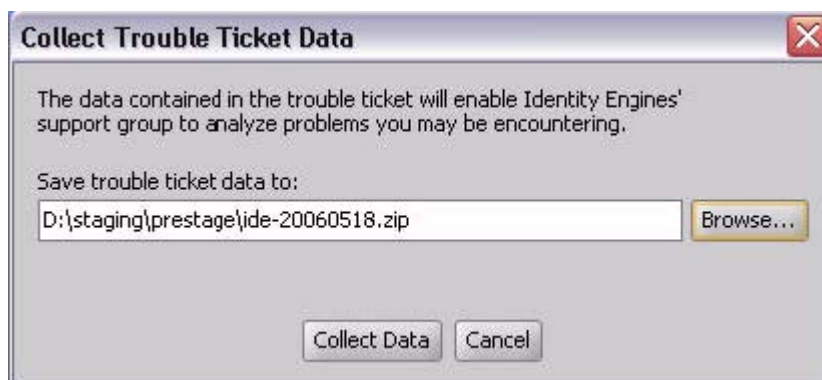 Collect Trouble Ticket Data
The data contained in the trouble ticket will enable Identity Engines'
support group to analyze problems you may be encountering.
Save trouble ticket data to:
D:\staging\prestage\ide-20060518.zip
Browse...
Collect Data
Cancel